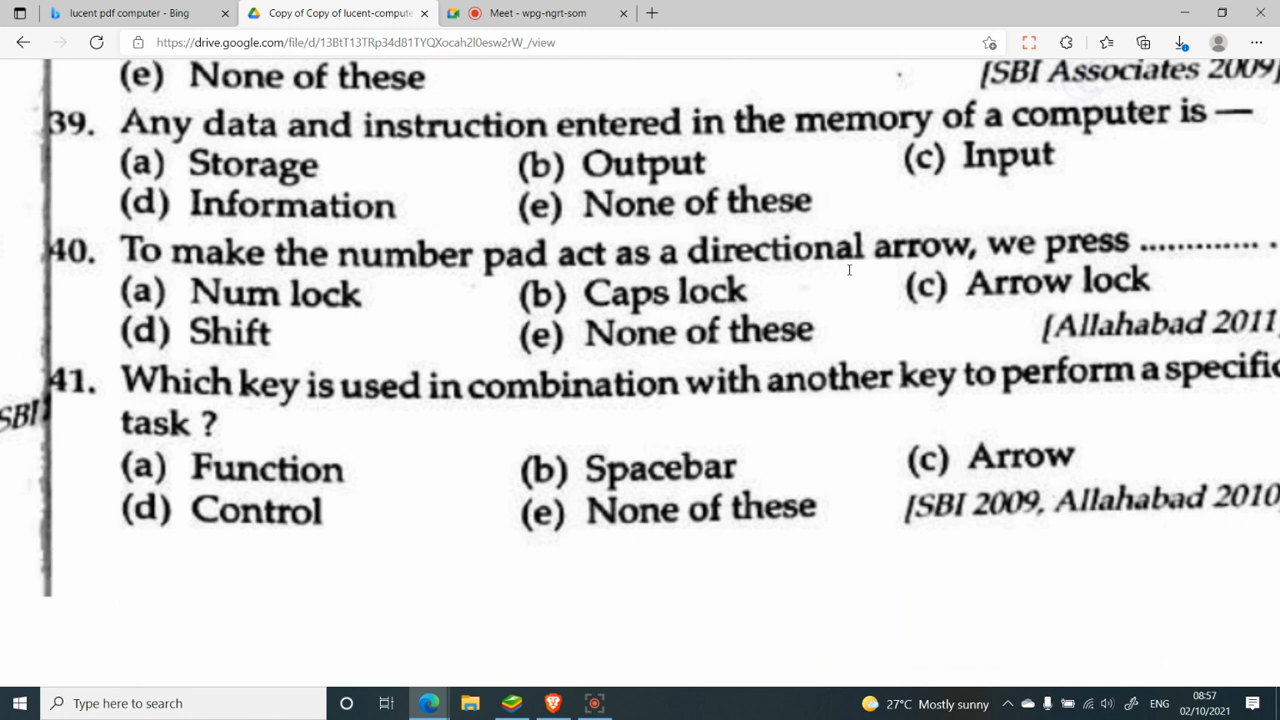 lucent pdf computer - Bing
Copy of Copy of lucent-compute
Meet - wpg-ngrt-som
https://drive.google.com/file/d/13BtT13TRp34d81TYQXocah2l0esw2rW_/view
(e) None of these [SBI Associates 2009]
39. Any data and instruction entered in the memory of a computer is —
(a) Storage (b) Output (c) Input
(d) Information (e) None of these
40. To make the number pad act as a directional arrow, we press ............. .
(a) Num lock (b) Caps lock (c) Arrow lock
(d) Shift (e) None of these [Allahabad 2011]
41. Which key is used in combination with another key to perform a specific
SBI
task ?
(a) Function (b) Spacebar (c) Arrow
(d) Control (e) None of these [SBI 2009, Allahabad 2010]
Type here to search
27°C Mostly sunny
ENG
08:57
02/10/2021